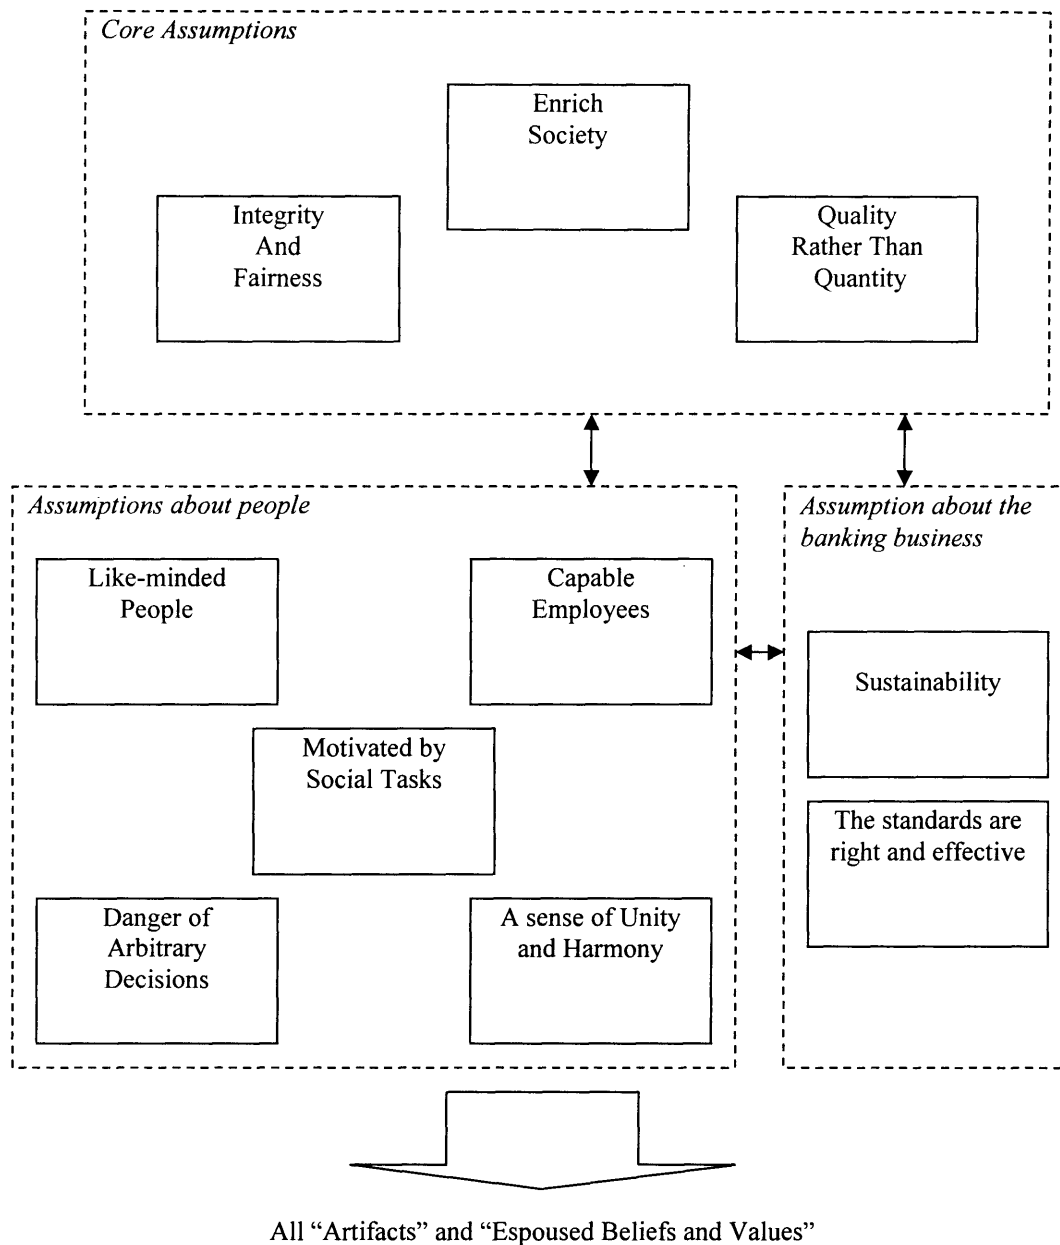 Core Assumptions
Enrich
Society
Integrity
And
Fairness
Quality
Rather Than
Quantity
Assumptions about people
Like-minded
People
Capable
Employees
Motivated by
Social Tasks
Danger of
Arbitrary
Decisions
A sense of Unity
and Harmony
Assumption about the
banking business
Sustainability
The standards are
right and effective
All “Artifacts” and “Espoused Beliefs and Values”